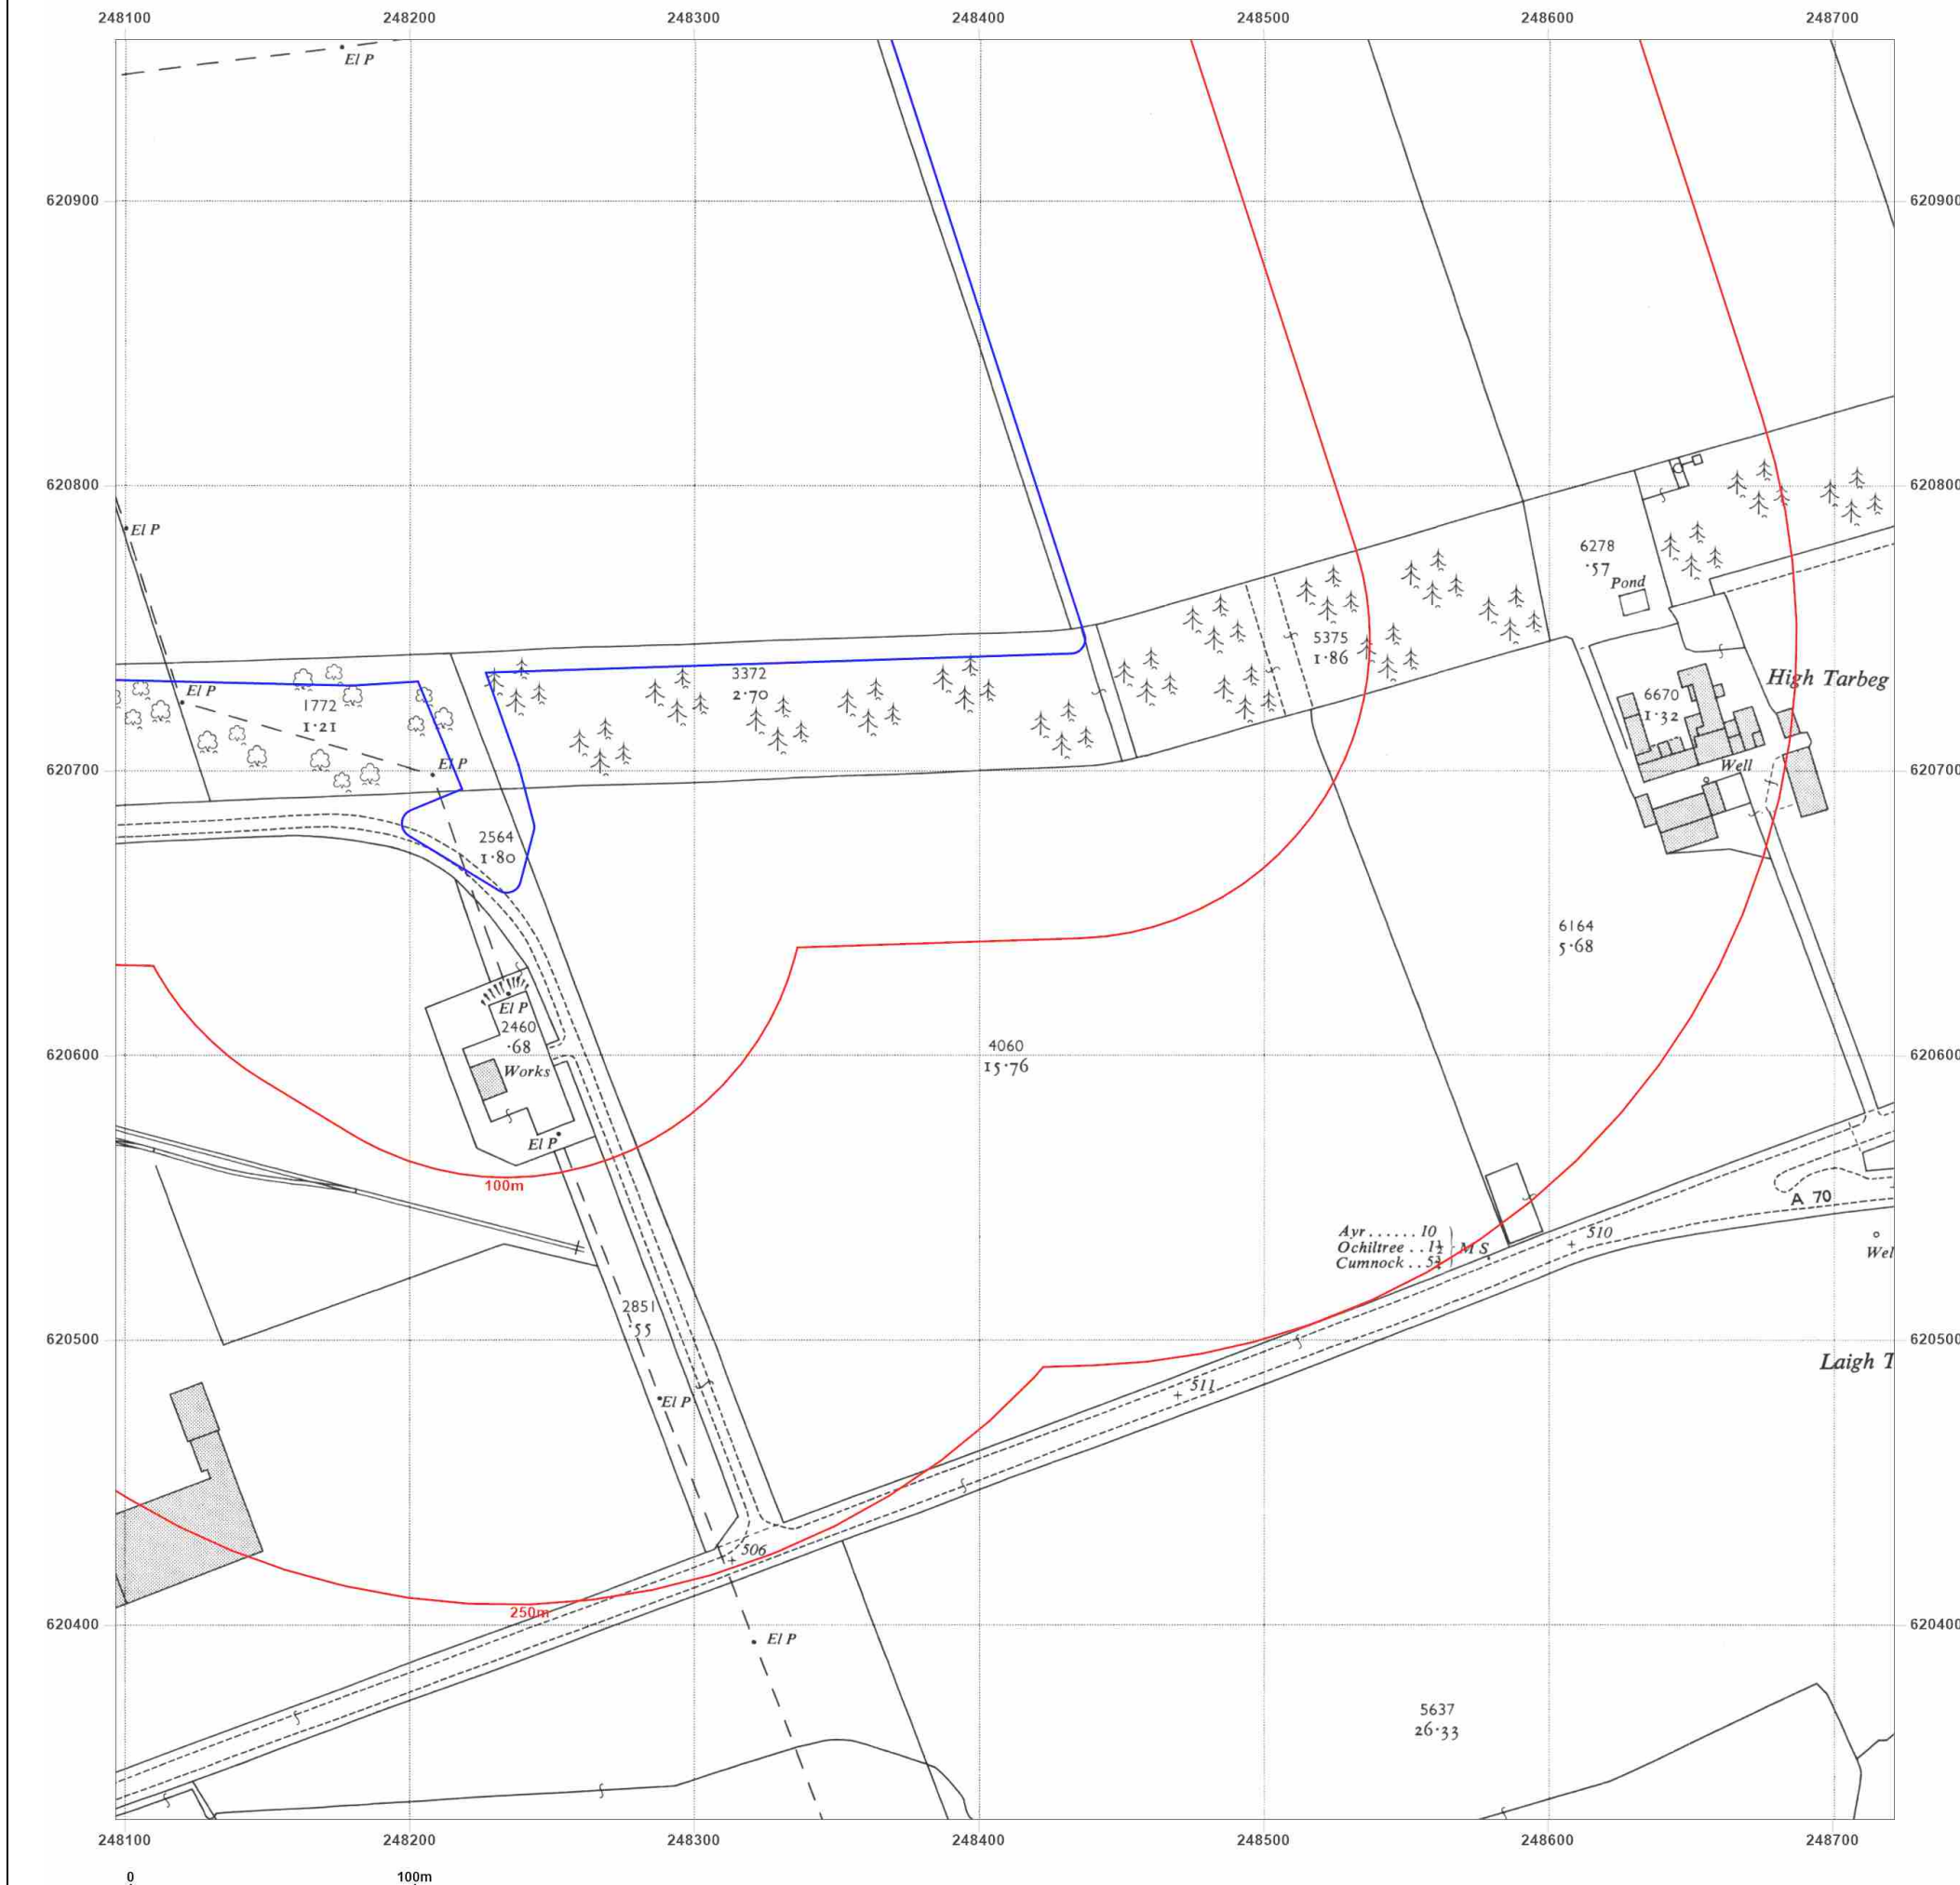 248100 248200 248300 248400 248500 248600 248700
El P
620900 620900
620800 620800
El P
6278
·57
Pond
5375
1·86
3372
2·70
High Tarbeg
El P
1772
1·21
6670
1·32
El P
Well
620700 620700
2564
1·80
6164
5·68
El P
2460
·68
4060
15·76
620600 620600
Works
El P
100m
A 70
Ayr ...... 10
Ochiltree .. 1½
Cumnock .. 5¾
M S
510
Wel
2851
·55
620500 620500
Laigh T
511
El P
506
250m
620400 620400
El P
5637
26·33
248100 248200 248300 248400 248500 248600 248700
0 100m